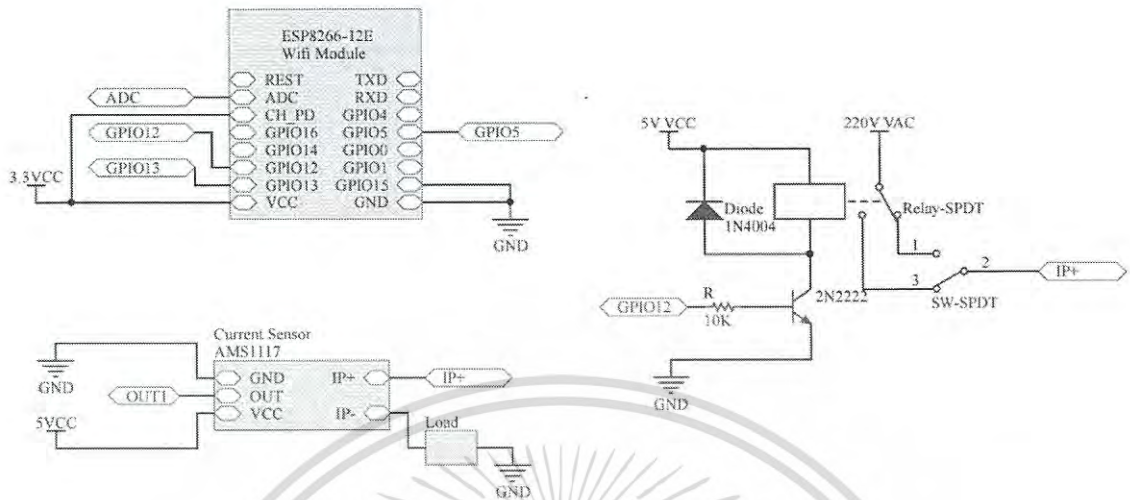 ESP8266-12E
Wifi Module
REST
TXD
ADC
ADC
RXD
CH_PD
GPIO4
GPIO12
GPIO16
GPIO5
GPIO5
GPIO14
GPIO0
GPIO13
GPIO12
GPIO1
3.3VCC
GPIO13
GPIO15
VCC
GND
GND
5V VCC
220V VAC
Diode
1N4004
Relay-SPDT
1
2
IP+
3
SW-SPDT
GPIO12
R
10K
2N2222
GND
Current Sensor
AMS1117
GND
GND
IP+
IP+
OUT1
OUT
5VCC
VCC
IP-
Load
GND